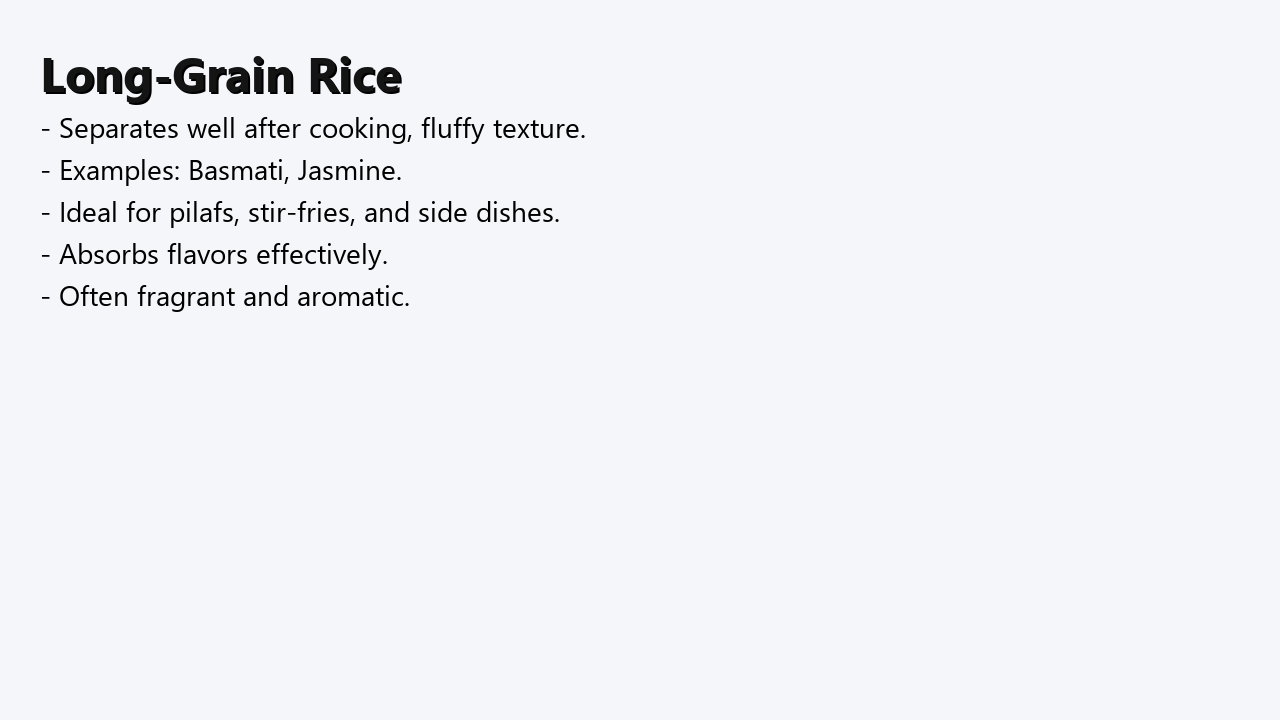 Long-Grain Rice
- Separates well after cooking, fluffy texture.
- Examples: Basmati, Jasmine.
- Ideal for pilafs, stir-fries, and side dishes.
- Absorbs flavors effectively.
- Often fragrant and aromatic.